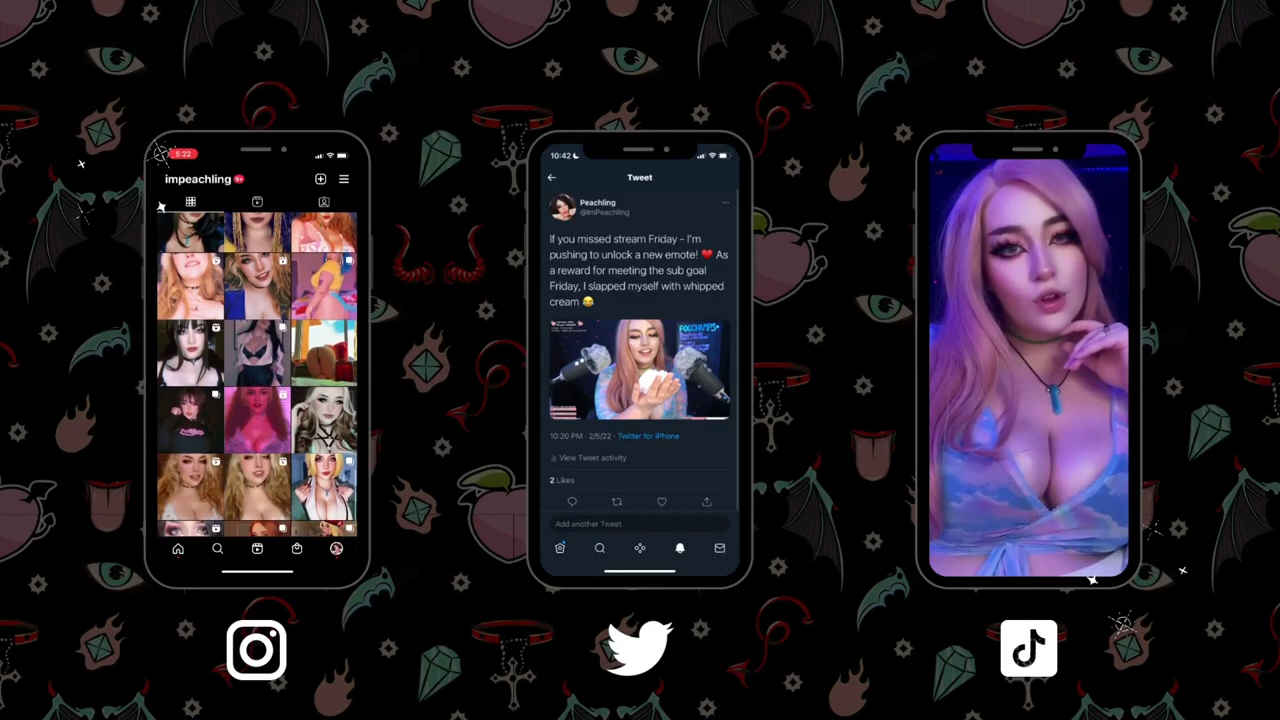 5:22
impeachling 9+
10:42
Tweet
Peachling
@ImPeachling
If you missed stream Friday - I'm
pushing to unlock a new emote! ❤️ As
a reward for meeting the sub goal
Friday, I slapped myself with whipped
cream 😂
POGCHAMPS
10:20 PM · 2/5/22 · Twitter for iPhone
View Tweet activity
2 Likes
Add another Tweet